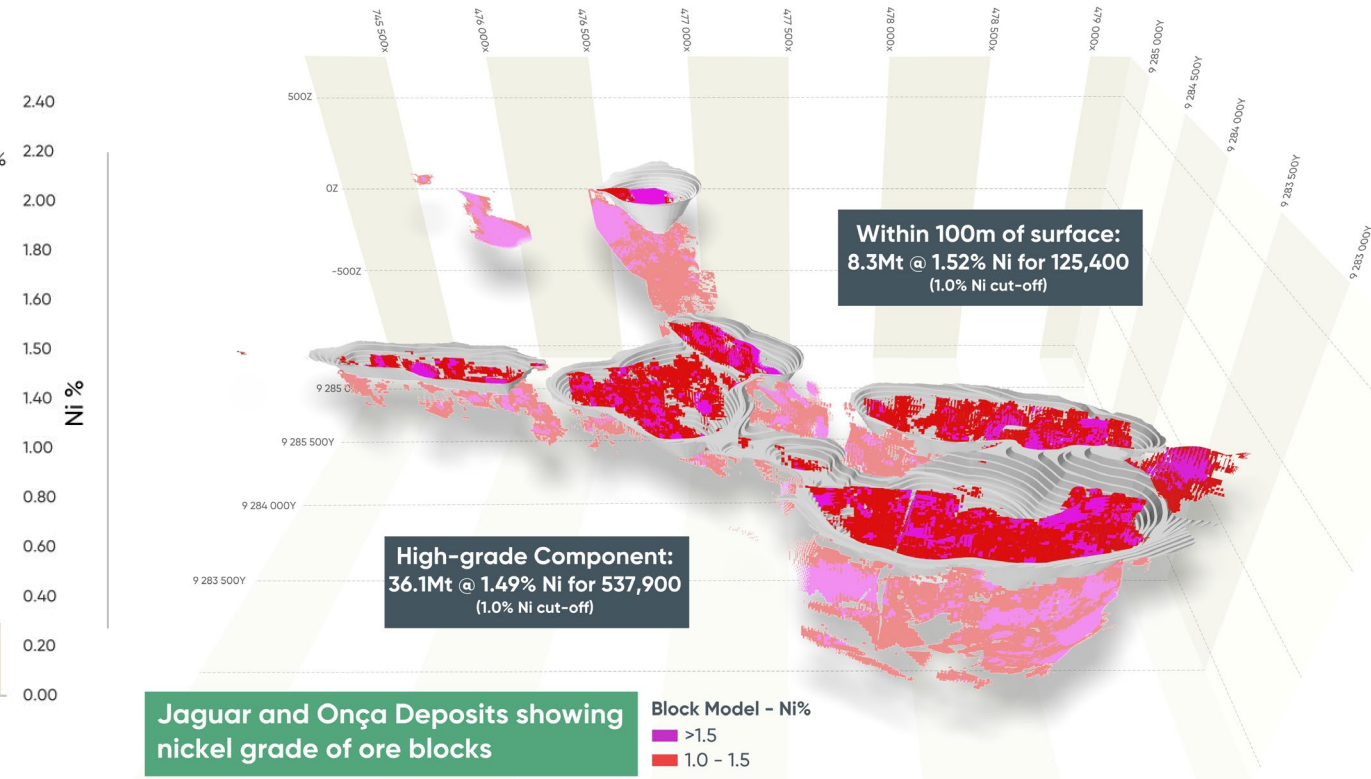 745 500x
476 000x
476 500x
477 000x
477 500x
478 000x
478 500x
479 000x
9 285 000Y
9 284 500Y
9 284 000Y
9 283 500Y
9 283 000Y
500Z
0Z
-500Z
9 285 0
9 285 500Y
9 284 000Y
9 283 500Y
%
2.40
2.20
2.00
1.80
1.60
1.50
1.40
1.00
0.80
0.60
0.40
0.20
0.00
Ni %
Within 100m of surface:
8.3Mt @ 1.52% Ni for 125,400
(1.0% Ni cut-off)
High-grade Component:
36.1Mt @ 1.49% Ni for 537,900
(1.0% Ni cut-off)
Jaguar and Onça Deposits showing
nickel grade of ore blocks
Block Model - Ni%
>1.5
1.0 - 1.5